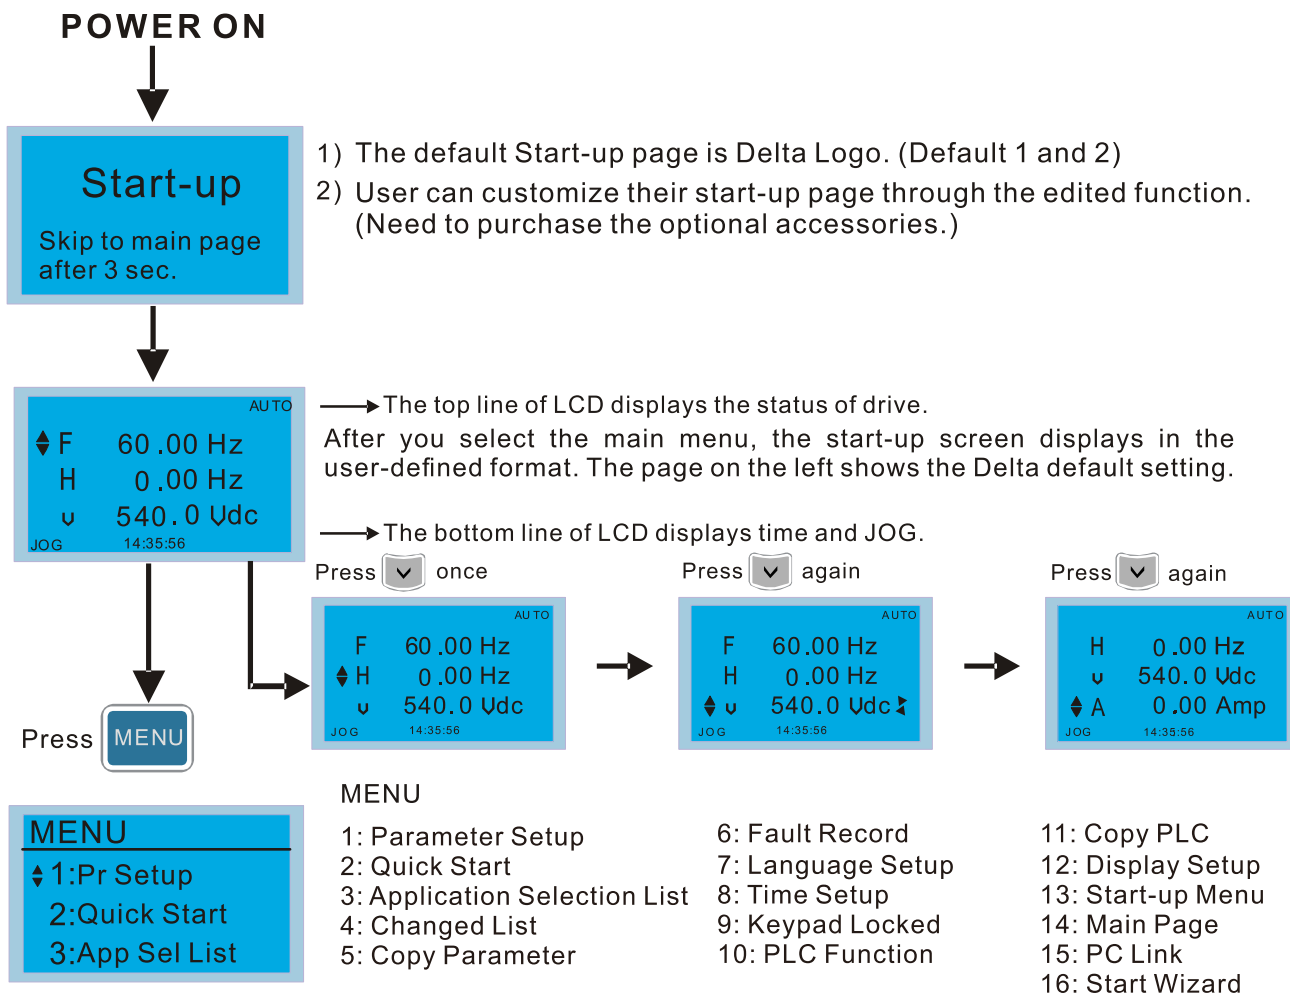 POWER ON
Start-up
Skip to main page
after 3 sec.
1) The default Start-up page is Delta Logo. (Default 1 and 2)
2) User can customize their start-up page through the edited function.
(Need to purchase the optional accessories.)
AUTO
F 60.00 Hz
H 0.00 Hz
v 540.0 Vdc
JOG 14:35:56
The top line of LCD displays the status of drive.
After you select the main menu, the start-up screen displays in the
user-defined format. The page on the left shows the Delta default setting.
The bottom line of LCD displays time and JOG.
Press v once
AUTO
F 60.00 Hz
H 0.00 Hz
v 540.0 Vdc
JOG 14:35:56
Press v again
AUTO
F 60.00 Hz
H 0.00 Hz
v 540.0 Vdc
JOG 14:35:56
Press v again
AUTO
H 0.00 Hz
v 540.0 Vdc
A 0.00 Amp
JOG 14:35:56
Press MENU
MENU
1:Pr Setup
2:Quick Start
3:App Sel List
MENU
1: Parameter Setup
2: Quick Start
3: Application Selection List
4: Changed List
5: Copy Parameter
6: Fault Record
7: Language Setup
8: Time Setup
9: Keypad Locked
10: PLC Function
11: Copy PLC
12: Display Setup
13: Start-up Menu
14: Main Page
15: PC Link
16: Start Wizard